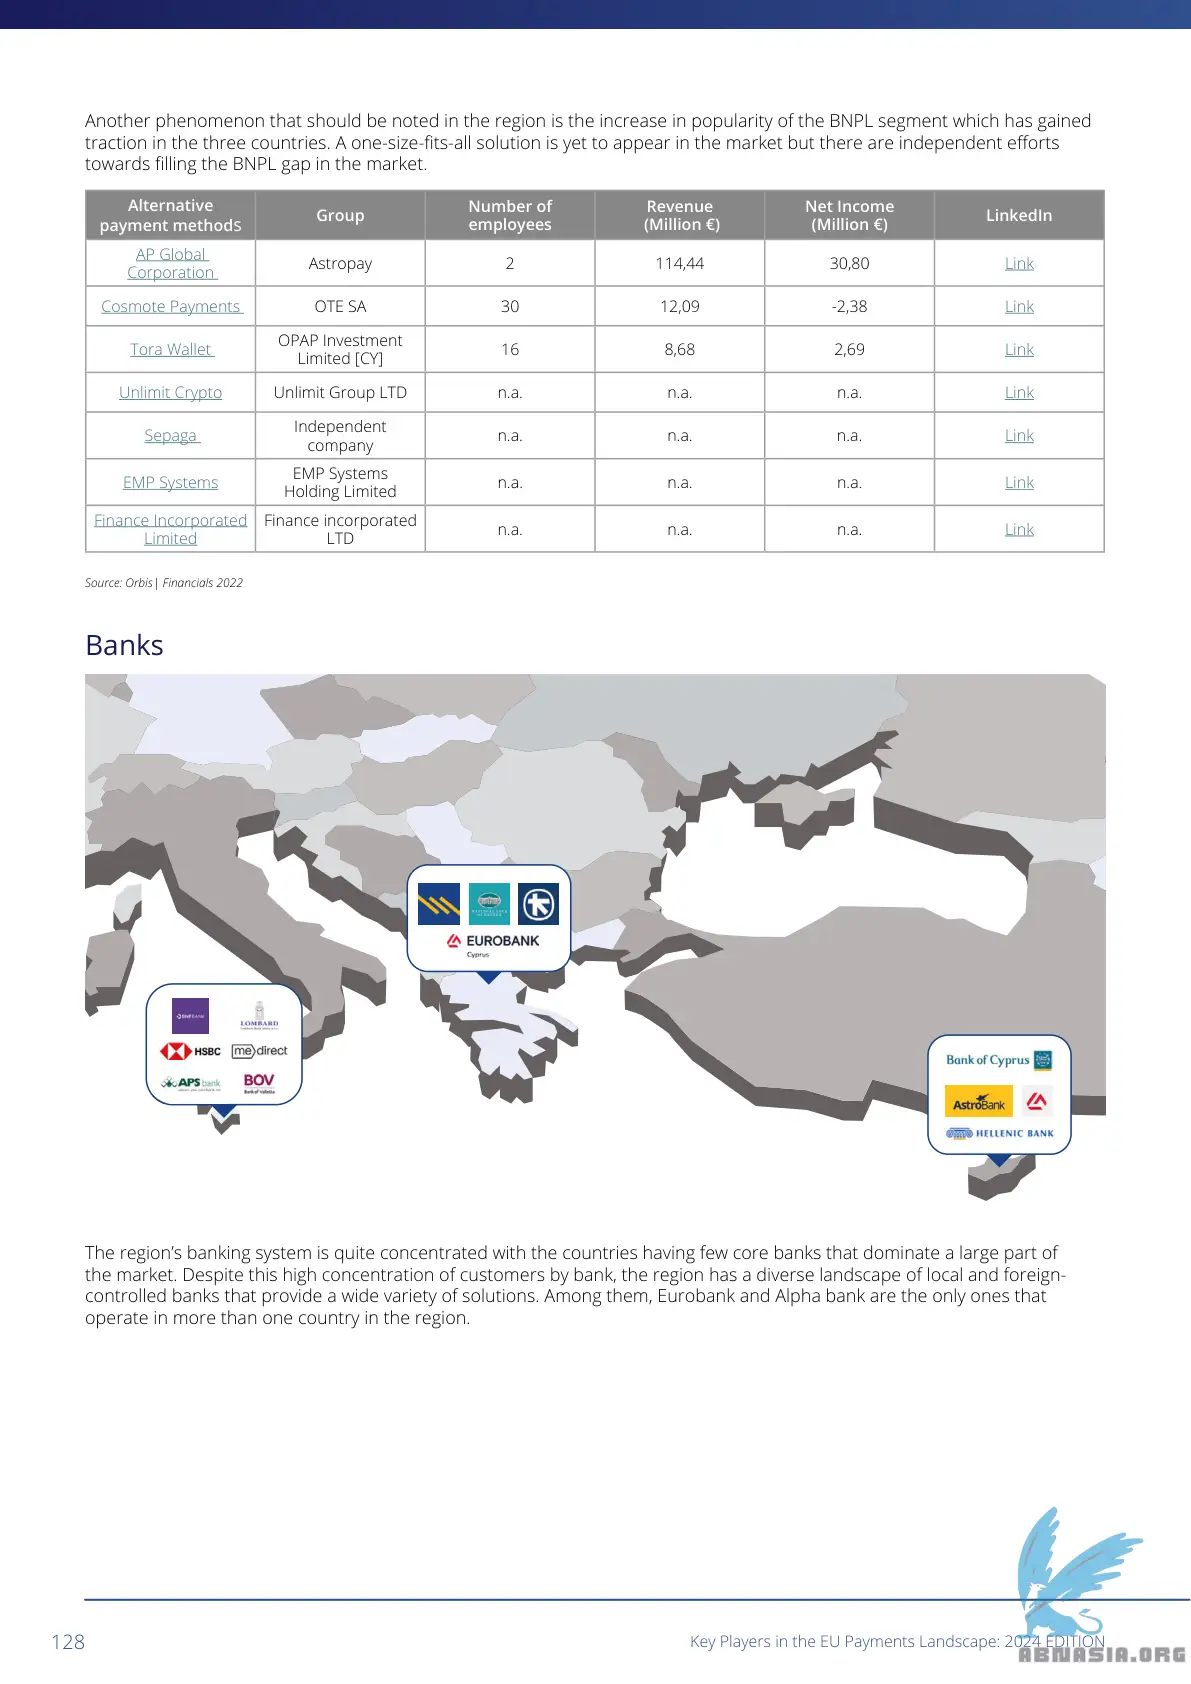 Another phenomenon that should be noted in the region is the increase in popularity of the BNPL segment which has gained
traction in the three countries. A one-size-fits-all solution is yet to appear in the market but there are independent efforts
towards filling the BNPL gap in the market.
Alternative payment methods Group Number of employees Revenue (Million €) Net Income (Million €) LinkedIn
AP Global Corporation Astropay 2 114,44 30,80 Link
Cosmote Payments OTE SA 30 12,09 -2,38 Link
Tora Wallet OPAP Investment Limited [CY] 16 8,68 2,69 Link
Unlimit Crypto Unlimit Group LTD n.a. n.a. n.a. Link
Sepaga Independent company n.a. n.a. n.a. Link
EMP Systems EMP Systems Holding Limited n.a. n.a. n.a. Link
Finance Incorporated Limited Finance incorporated LTD n.a. n.a. n.a. Link
Source: Orbis| Financials 2022
Banks
EUROBANK
Cyprus
LOMBARD
HSBC
me direct
APS bank
BOV
Bank of Valletta
Bank of Cyprus
AstroBank
HELLENIC BANK
The region’s banking system is quite concentrated with the countries having few core banks that dominate a large part of
the market. Despite this high concentration of customers by bank, the region has a diverse landscape of local and foreign-
controlled banks that provide a wide variety of solutions. Among them, Eurobank and Alpha bank are the only ones that
operate in more than one country in the region.
128
Key Players in the EU Payments Landscape: 2024 EDITION
ABNASIA.ORG